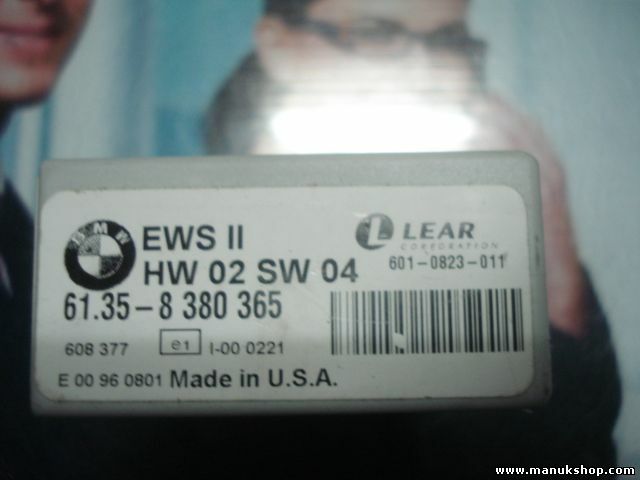 BMW
EWS II
HW 02 SW 04
LEAR
CORPORATION
601-0823-011
61.35-8 380 365
608 377 e1 I-00 0221
E 00 96 0801 Made in U.S.A.
www.manukshop.com